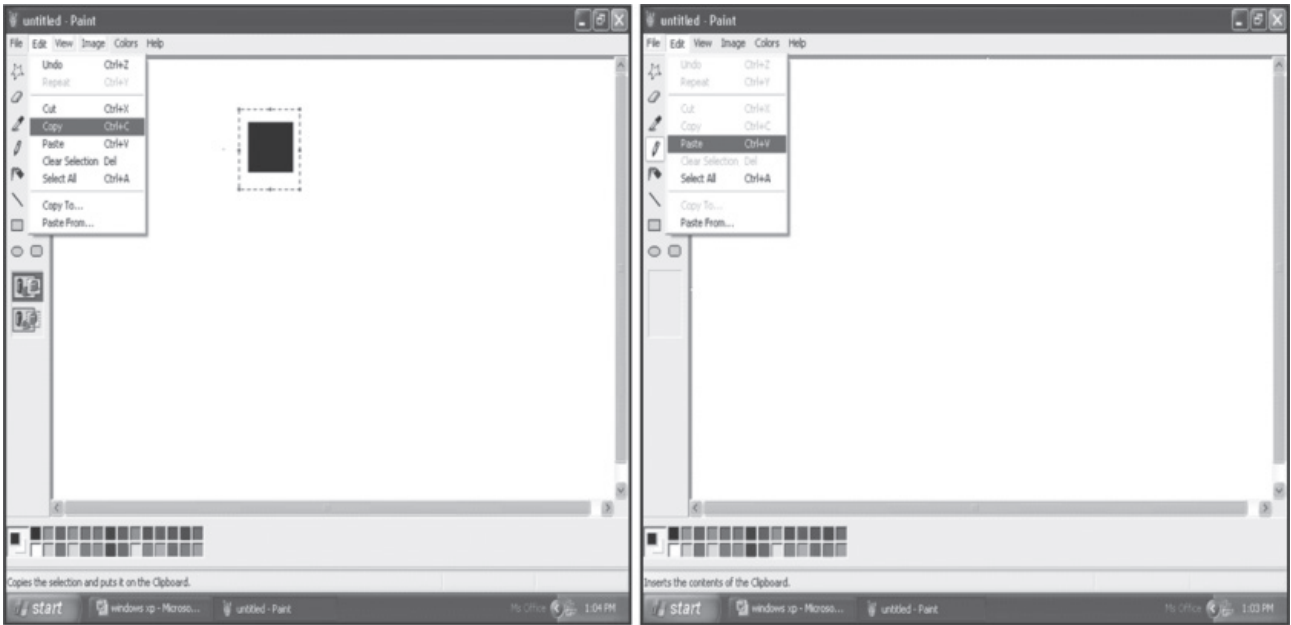 untitled - Paint
File Edit View Image Colors Help
Undo Ctrl+Z
Repeat Ctrl+Y
Cut Ctrl+X
Copy Ctrl+C
Paste Ctrl+V
Clear Selection Del
Select All Ctrl+A
Copy To...
Paste From...
Copies the selection and puts it on the Clipboard.
start windows xp - Microso... untitled - Paint Ms Office 1:04 PM
untitled - Paint
File Edit View Image Colors Help
Undo Ctrl+Z
Repeat Ctrl+Y
Cut Ctrl+X
Copy Ctrl+C
Paste Ctrl+V
Clear Selection Del
Select All Ctrl+A
Copy To...
Paste From...
Inserts the contents of the Clipboard.
start windows xp - Microso... untitled - Paint Ms Office 1:03 PM